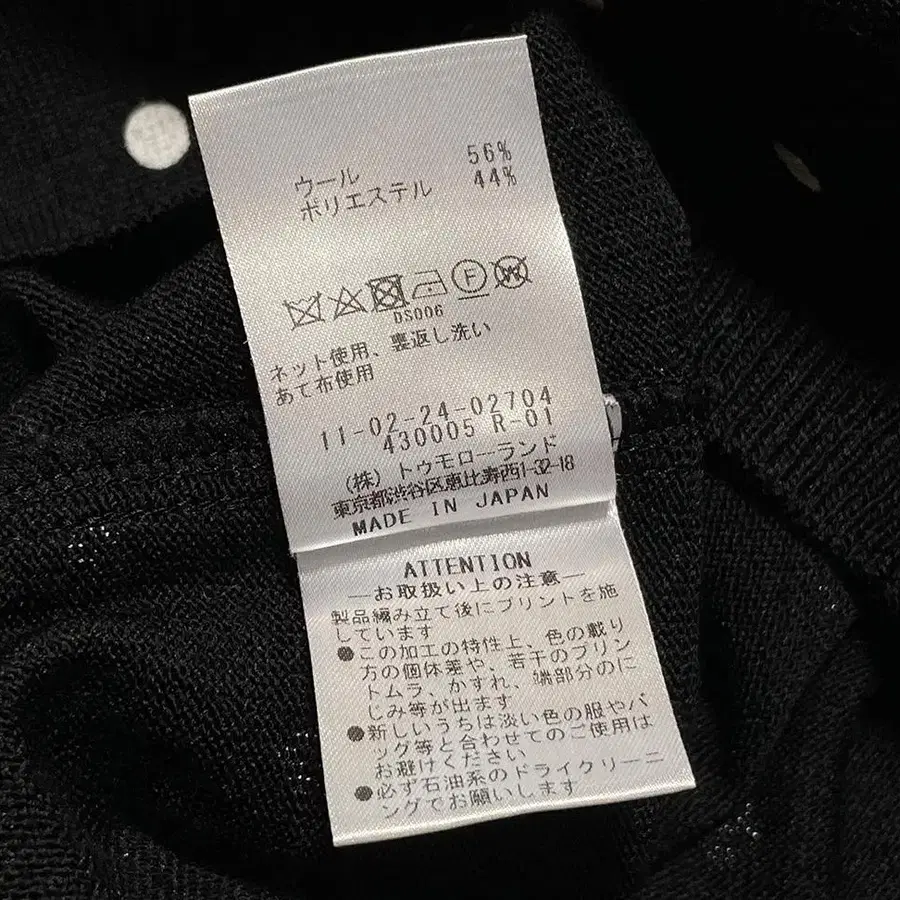 ウール 56%
ポリエステル 44%
F W
DS006
ネット使用、裏返し洗い
あて布使用
11-02-24-02704
430005 R-01
(株) トゥモローランド
東京都渋谷区恵比寿西1-32-18
MADE IN JAPAN
ATTENTION
―お取扱い上の注意―
製品編み立て後にプリントを施
しています
●この加工の特性上、色の載り
方の個体差や、若干のプリン
トムラ、かすれ、端部分のに
じみ等が出ます
●新しいうちは淡い色の服やバ
ッグ等と合わせてのご使用は
お避けください
●必ず石油系のドライクリーニ
ングでお願いします